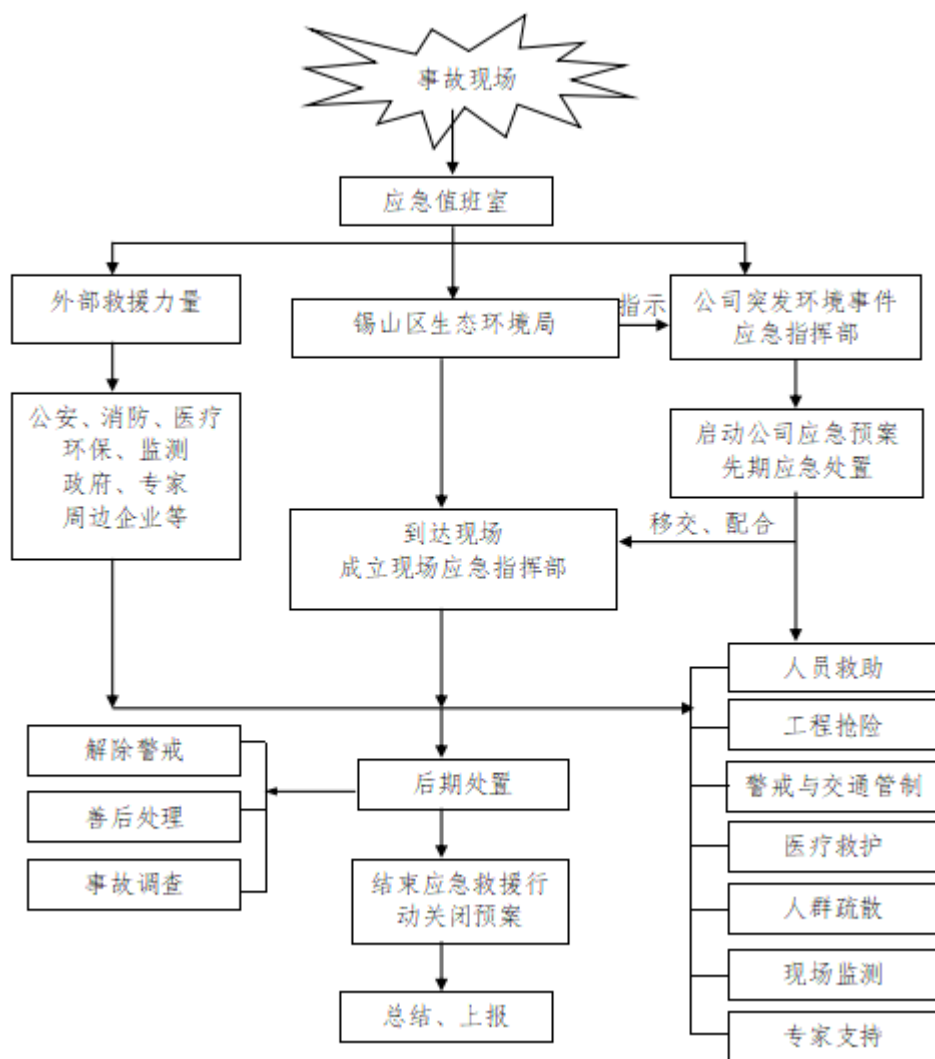 事故现场
应急值班室
外部救援力量
锡山区生态环境局
指示
公司突发环境事件
应急指挥部
公安、消防、医疗
环保、监测
政府、专家
周边企业等
启动公司应急预案
先期应急处置
到达现场
成立现场应急指挥部
移交、配合
人员救助
工程抢险
警戒与交通管制
医疗救护
人群疏散
现场监测
专家支持
解除警戒
善后处理
事故调查
后期处置
结束应急救援行
动关闭预案
总结、上报